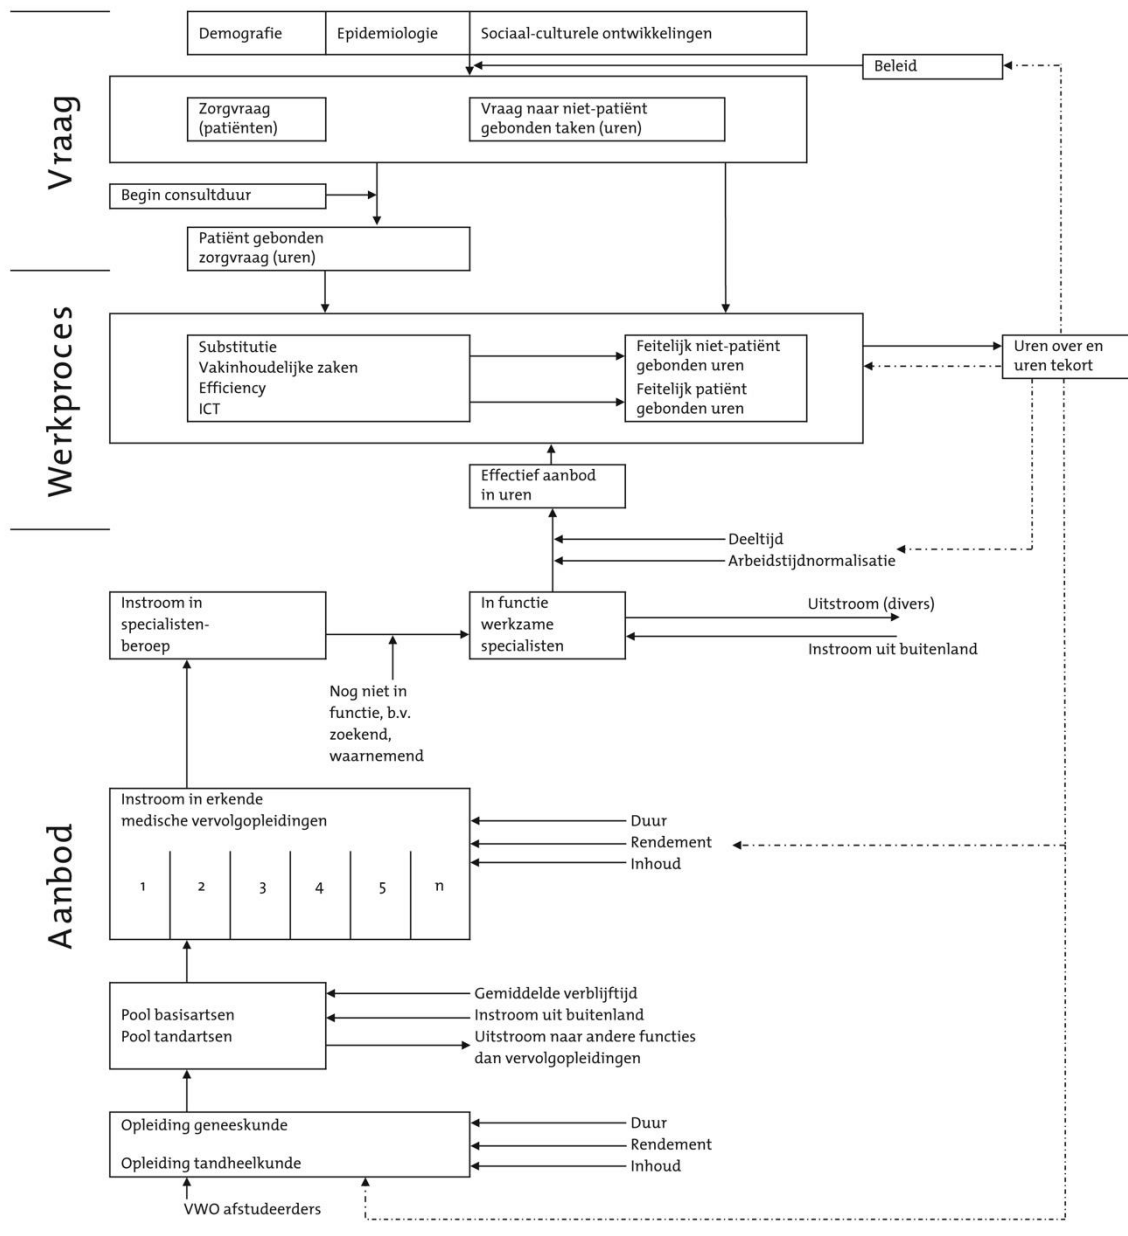 Demografie
Epidemiologie
Sociaal-culturele ontwikkelingen
Beleid
Vraag
Zorgvraag
(patiënten)
Vraag naar niet-patiënt
gebonden taken (uren)
Begin consultduur
Patiënt gebonden
zorgvraag (uren)
Werkproces
Substitutie
Vakinhoudelijke zaken
Efficiency
ICT
Feitelijk niet-patiënt
gebonden uren
Feitelijk patiënt
gebonden uren
Uren over en
uren tekort
Effectief aanbod
in uren
Deeltijd
Arbeidstijdnormalisatie
Instroom in
specialisten-
beroep
In functie
werkzame
specialisten
Uitstroom (divers)
Instroom uit buitenland
Nog niet in
functie, b.v.
zoekend,
waarnemend
Aanbod
Instroom in erkende
medische vervolgopleidingen
1 2 3 4 5 n
Duur
Rendement
Inhoud
Pool basisartsen
Pool tandartsen
Gemiddelde verblijftijd
Instroom uit buitenland
Uitstroom naar andere functies
dan vervolgopleidingen
Opleiding geneeskunde
Opleiding tandheelkunde
Duur
Rendement
Inhoud
VWO afstudeerders